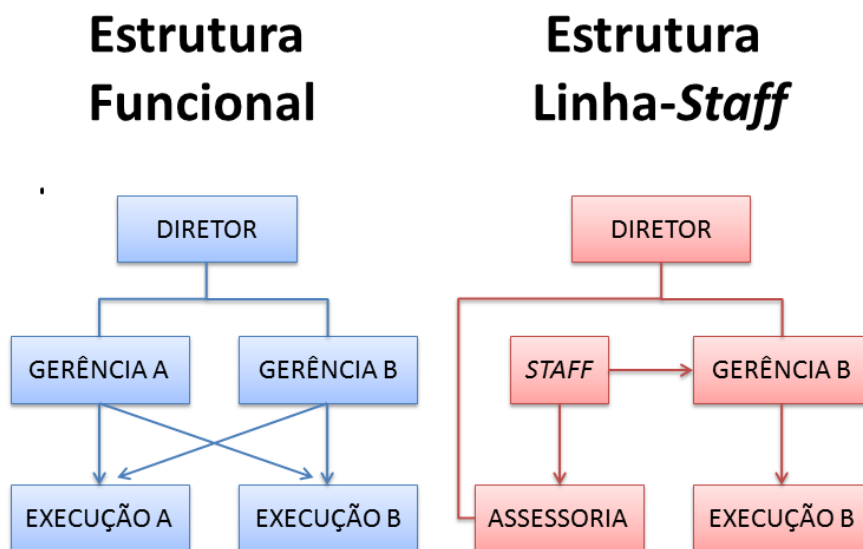 Estrutura
Funcional
Estrutura
Linha-Staff
DIRETOR
GERÊNCIA A
GERÊNCIA B
EXECUÇÃO A
EXECUÇÃO B
DIRETOR
STAFF
GERÊNCIA B
ASSESSORIA
EXECUÇÃO B